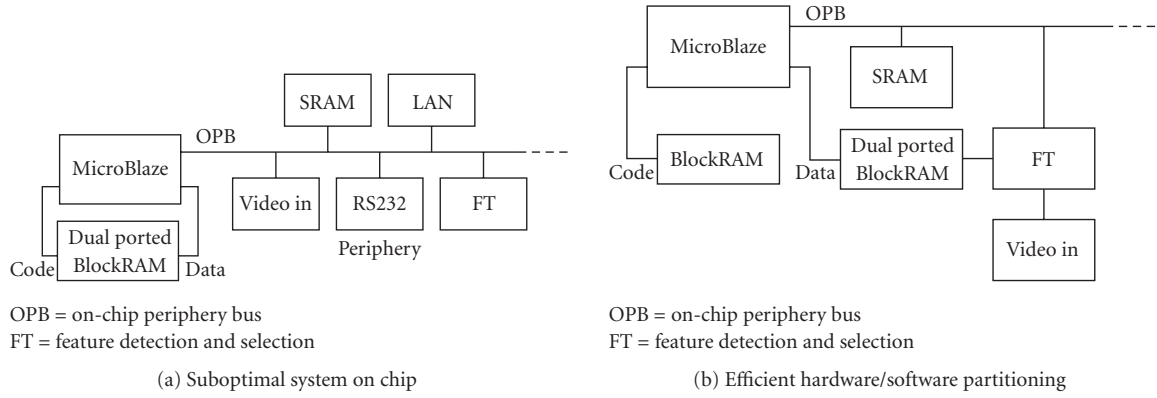 OPB
SRAM
LAN
MicroBlaze
Video in
RS232
FT
Periphery
Dual ported
BlockRAM
Code
Data
OPB = on-chip periphery bus
FT = feature detection and selection
(a) Suboptimal system on chip
OPB
MicroBlaze
SRAM
Code
BlockRAM
Data
Dual ported
BlockRAM
FT
Video in
OPB = on-chip periphery bus
FT = feature detection and selection
(b) Efficient hardware/software partitioning